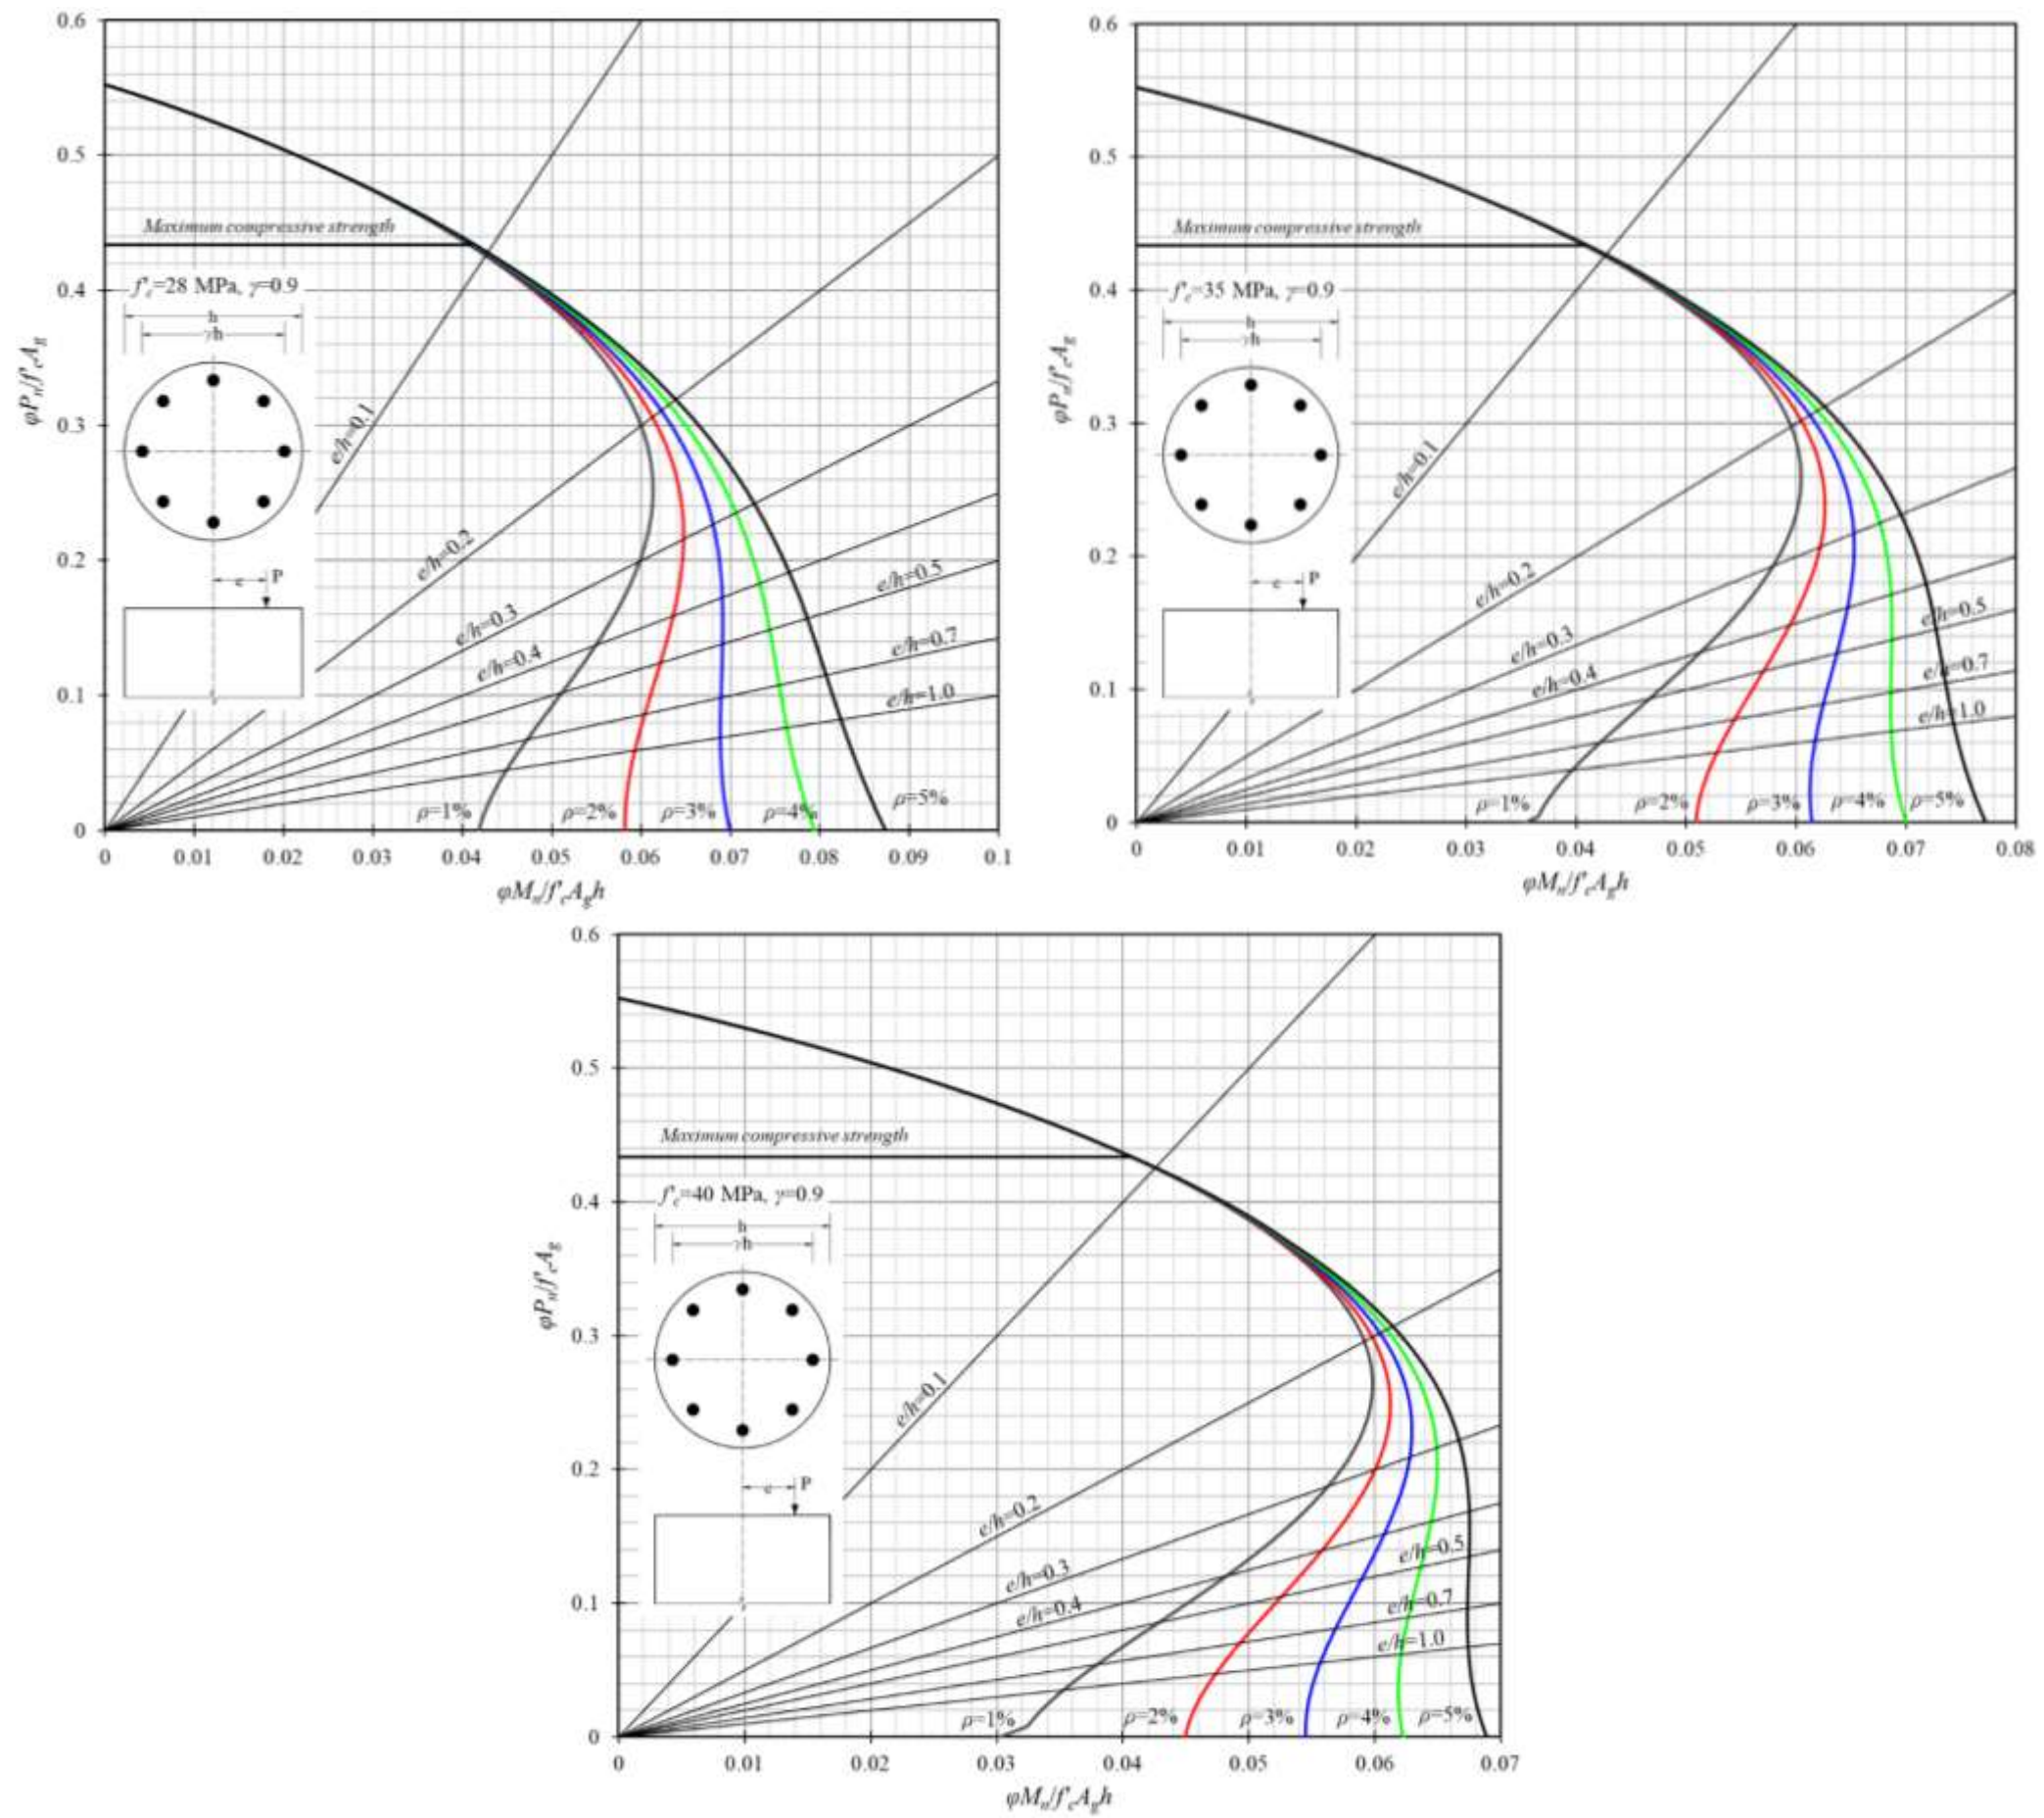 0.6
0.5
0.4
0.3
0.2
0.1
0
φPn/f'cAg
Maximum compressive strength
f'c=28 MPa, γ=0.9
h
γh
e
P
e/h=0.1
e/h=0.2
e/h=0.3
e/h=0.4
e/h=0.5
e/h=0.7
e/h=1.0
ρ=1%
ρ=2%
ρ=3%
ρ=4%
ρ=5%
0 0.01 0.02 0.03 0.04 0.05 0.06 0.07 0.08 0.09 0.1
φMn/f'cAgh
0.6
0.5
0.4
0.3
0.2
0.1
0
φPn/f'cAg
Maximum compressive strength
f'c=35 MPa, γ=0.9
h
γh
e
P
e/h=0.1
e/h=0.2
e/h=0.3
e/h=0.4
e/h=0.5
e/h=0.7
e/h=1.0
ρ=1%
ρ=2%
ρ=3%
ρ=4%
ρ=5%
0 0.01 0.02 0.03 0.04 0.05 0.06 0.07 0.08
φMn/f'cAgh
0.6
0.5
0.4
0.3
0.2
0.1
0
φPn/f'cAg
Maximum compressive strength
f'c=40 MPa, γ=0.9
h
γh
e
P
e/h=0.1
e/h=0.2
e/h=0.3
e/h=0.4
e/h=0.5
e/h=0.7
e/h=1.0
ρ=1%
ρ=2%
ρ=3%
ρ=4%
ρ=5%
0 0.01 0.02 0.03 0.04 0.05 0.06 0.07
φMn/f'cAgh